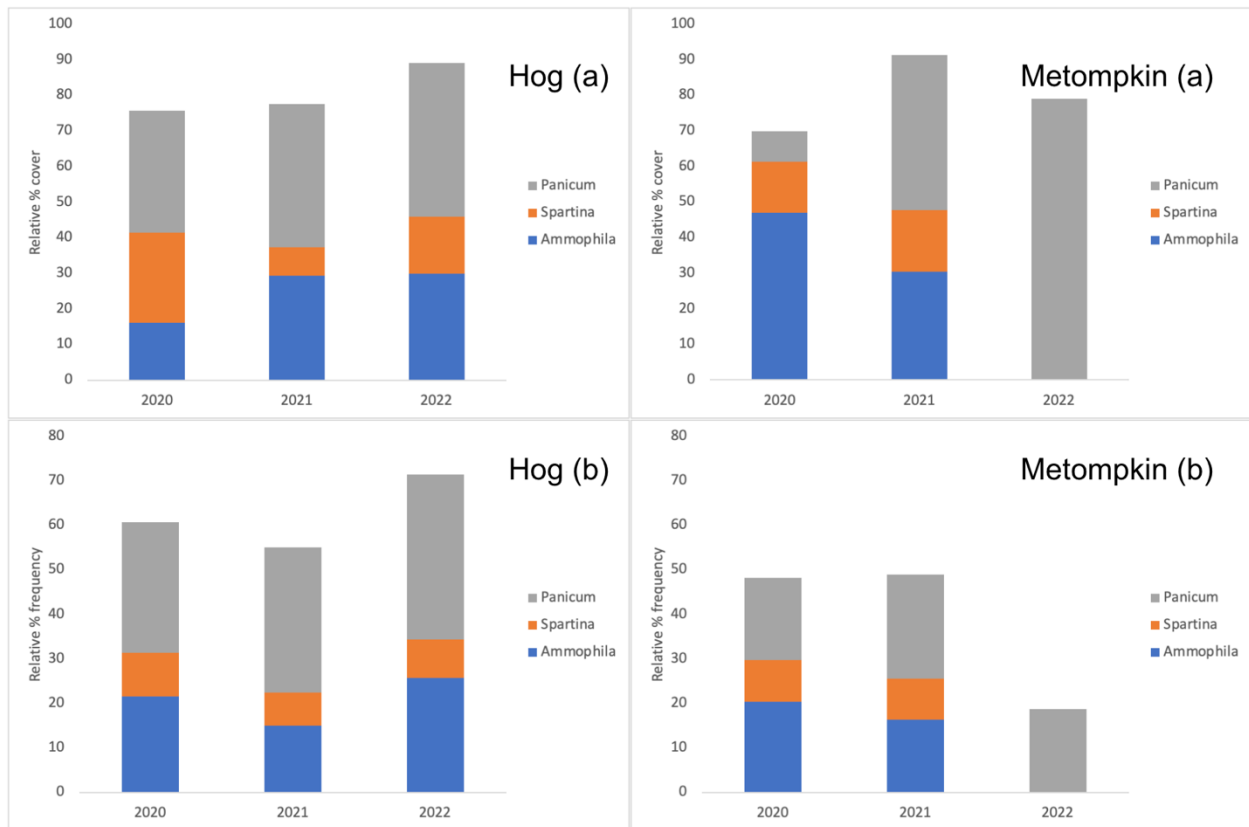 Hog (a)
Relative % cover
100
90
80
70
60
50
40
30
20
10
0
2020 2021 2022
Panicum
Spartina
Ammophila
Metompkin (a)
Relative % cover
100
90
80
70
60
50
40
30
20
10
0
2020 2021 2022
Panicum
Spartina
Ammophila
Hog (b)
Relative % frequency
80
70
60
50
40
30
20
10
0
2020 2021 2022
Panicum
Spartina
Ammophila
Metompkin (b)
Relative % frequency
80
70
60
50
40
30
20
10
0
2020 2021 2022
Panicum
Spartina
Ammophila